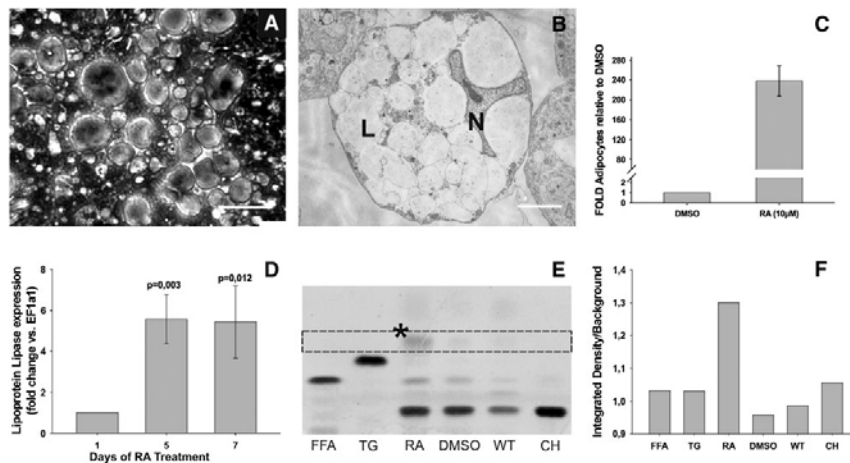 A
B
L
N
C
FOLD Adipocytes relative to DMSO
280
240
200
160
120
80
2
1
0
DMSO
RA (10µM)
D
Lipoprotein Lipase expression
(fold change vs. EF1a1)
8
6
4
2
0
p=0,003
p=0,012
1
5
7
Days of RA Treatment
E
*
FFA
TG
RA
DMSO
WT
CH
F
Integrated Density/Background
1,4
1,3
1,2
1,1
1,0
0,9
FFA
TG
RA
DMSO
WT
CH